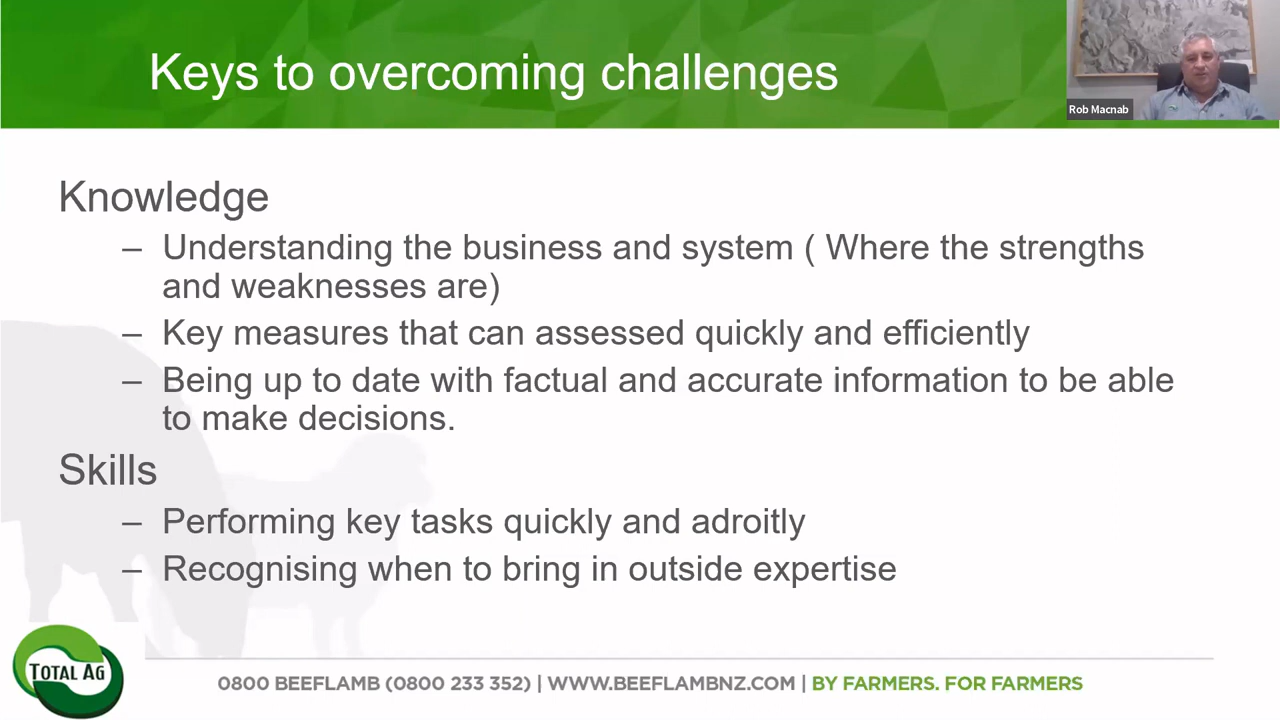 Keys to overcoming challenges
Rob Macnab
Knowledge
– Understanding the business and system ( Where the strengths
and weaknesses are)
– Key measures that can assessed quickly and efficiently
– Being up to date with factual and accurate information to be able
to make decisions.
Skills
– Performing key tasks quickly and adroitly
– Recognising when to bring in outside expertise
TOTAL AG
0800 BEEFLAMB (0800 233 352) | WWW.BEEFLAMBNZ.COM | BY FARMERS. FOR FARMERS